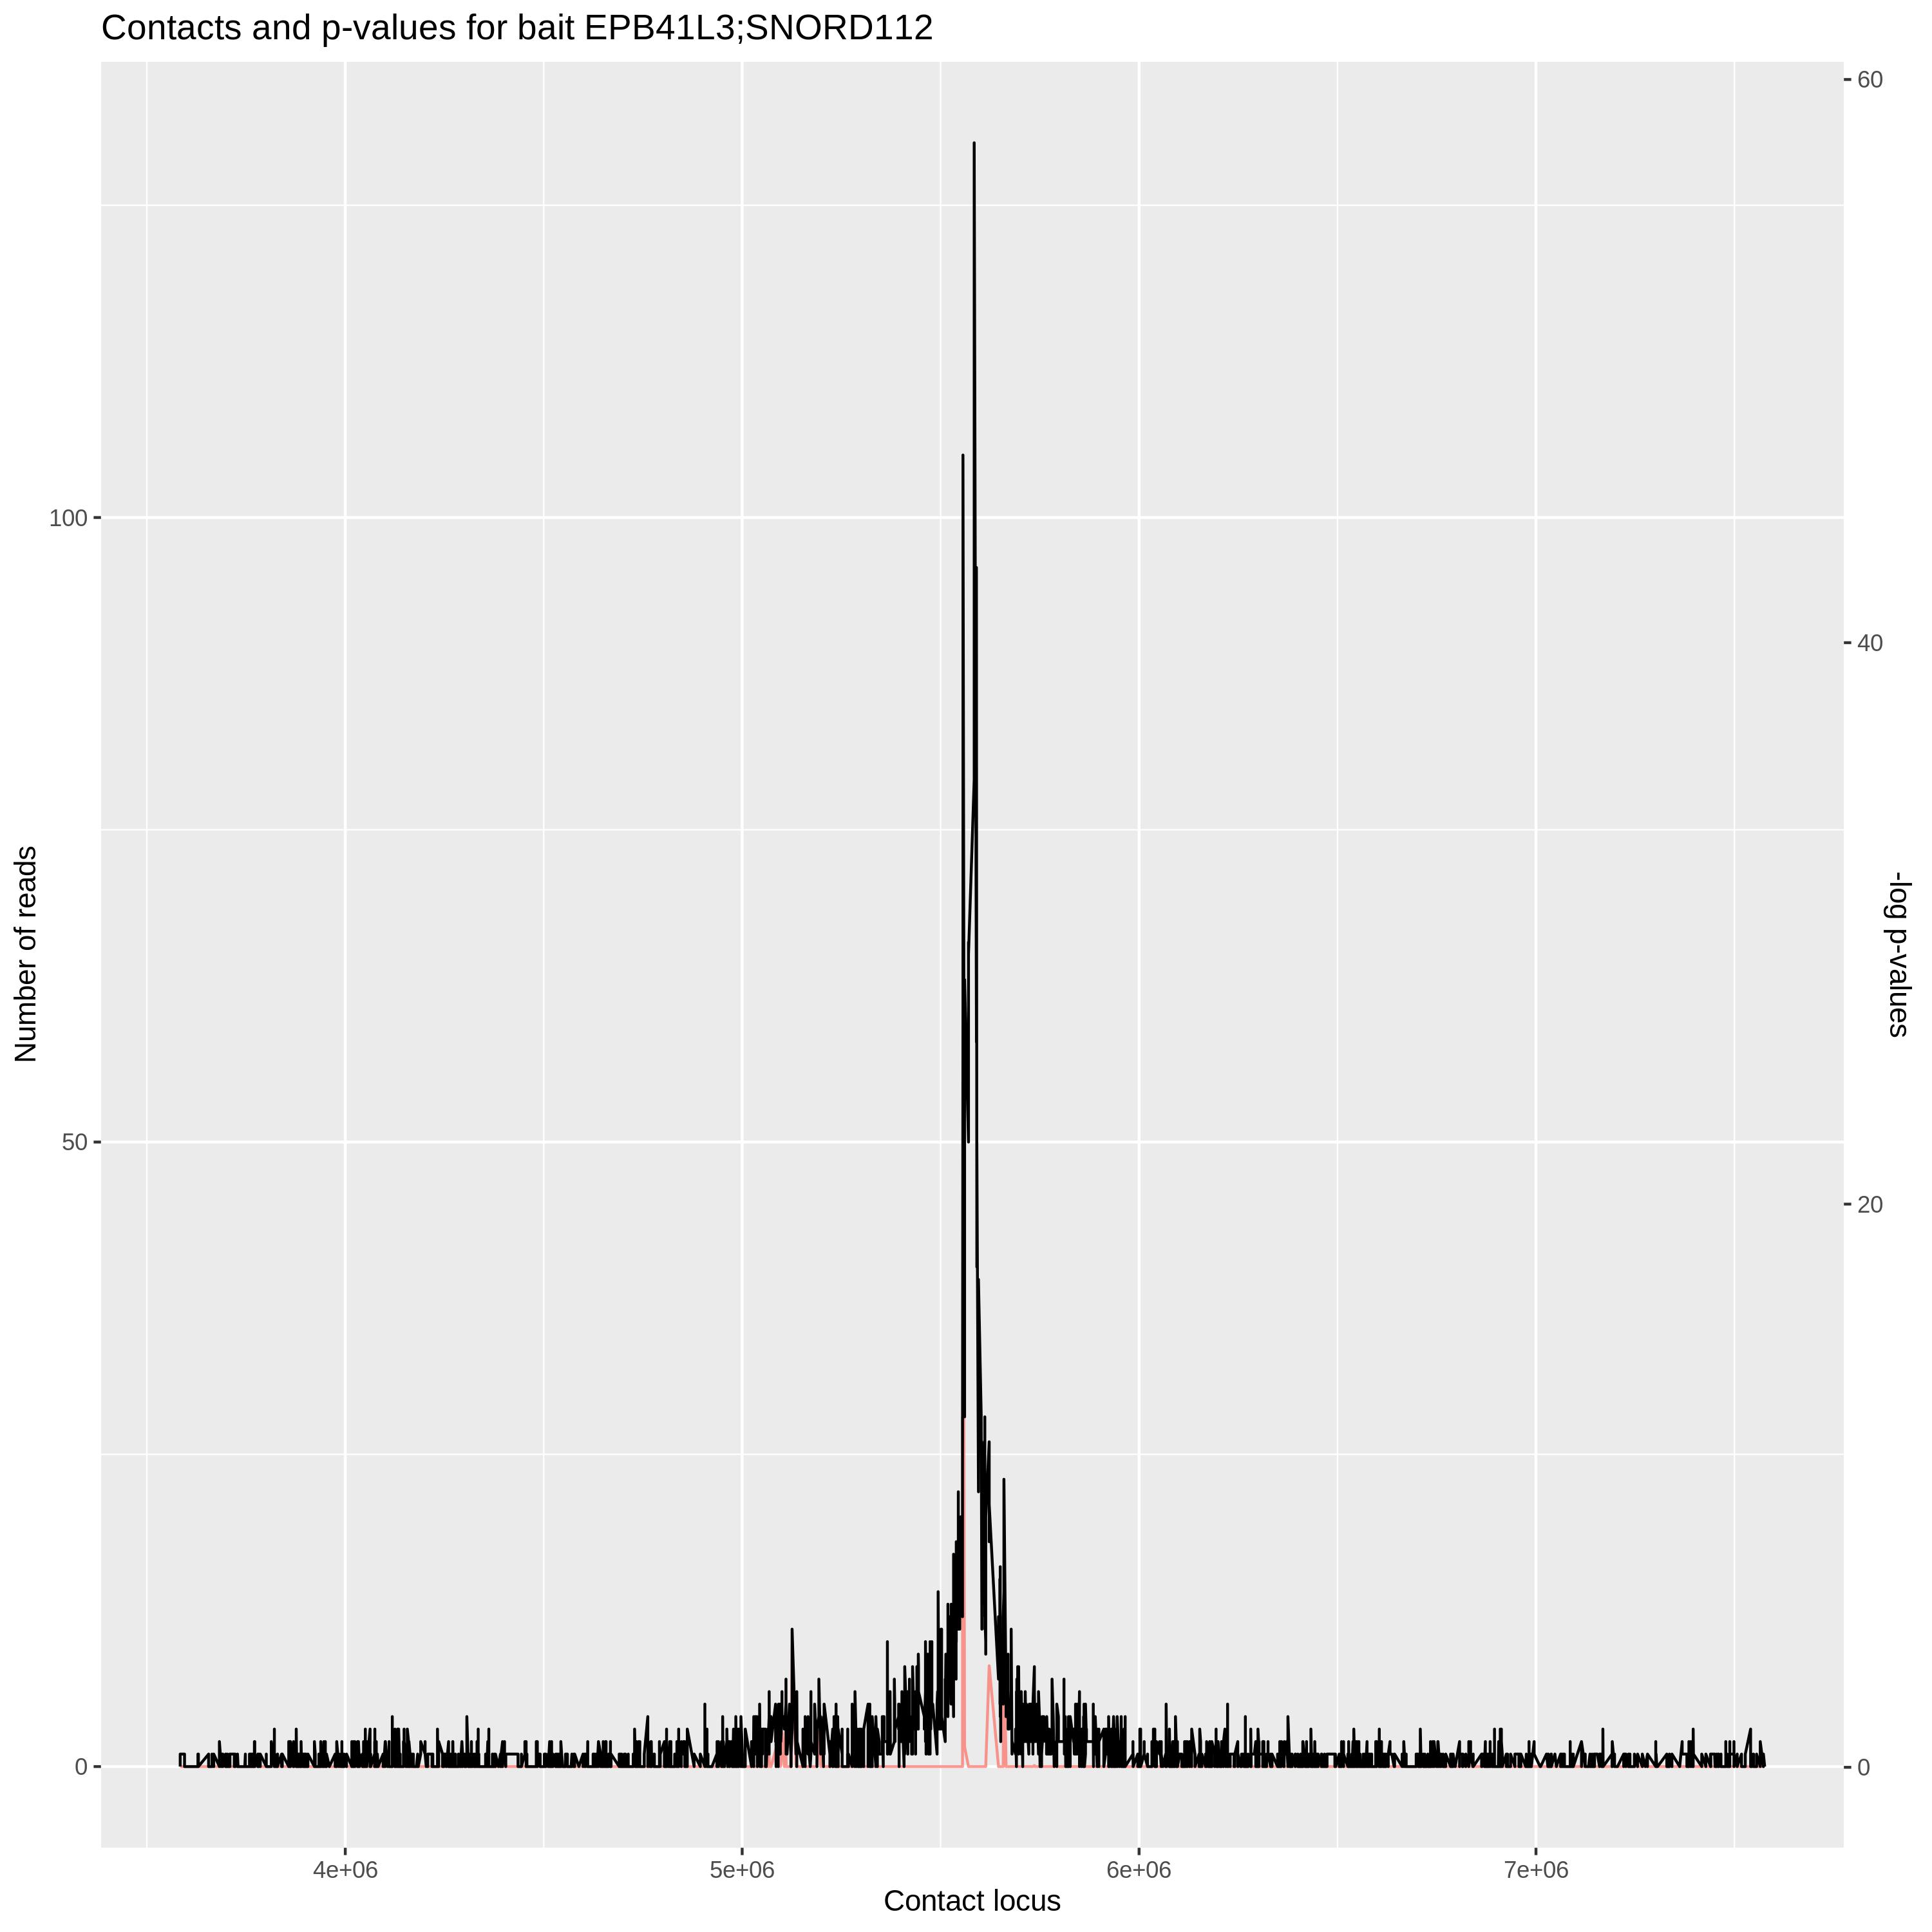 Contacts and p-values for bait EPB41L3;SNORD112
Number of reads
100
50
0
60
40
20
0
-log p-values
4e+06
5e+06
6e+06
7e+06
Contact locus